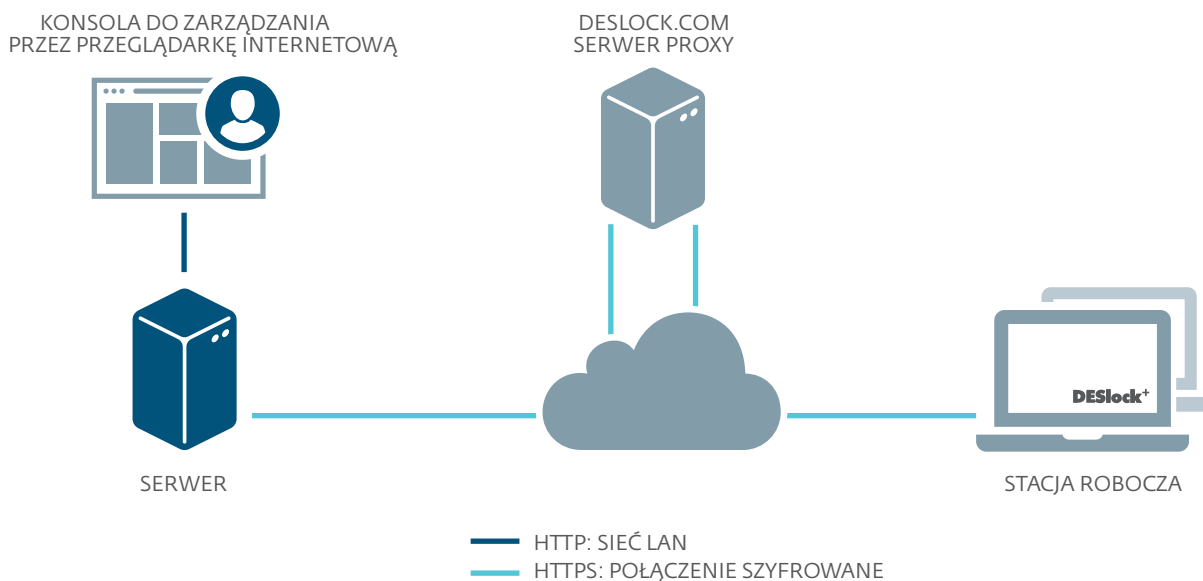 KONSOLA DO ZARZĄDZANIA
PRZEZ PRZEGLĄDARKĘ INTERNETOWĄ
DESLOCK.COM
SERWER PROXY
DESlock+
SERWER
STACJA ROBOCZA
HTTP: SIEĆ LAN
HTTPS: POŁĄCZENIE SZYFROWANE